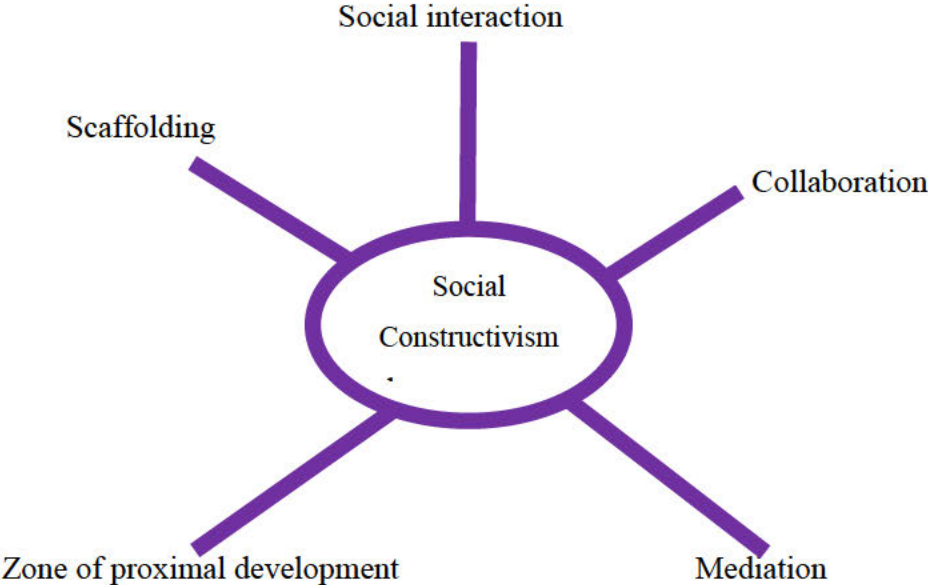 Social interaction
Scaffolding
Collaboration
Social
Constructivism
Zone of proximal development
Mediation